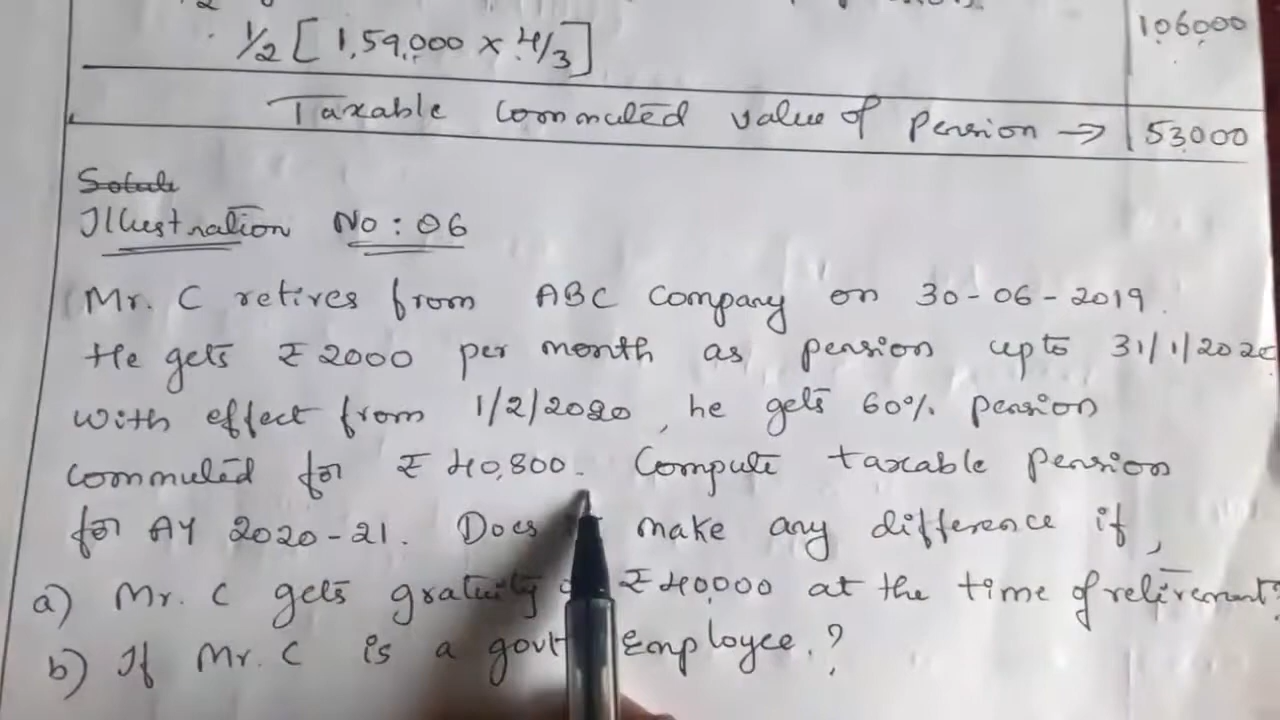 1/2 [ 1,59,000 x 4/3 ] 106000
Taxable commuted value of pension → 53000
Illustration No : 06
Mr. C retires from ABC company on 30-06-2019.
He gets ₹ 2000 per month as pension upto 31/1/2020
With effect from 1/2/2020, he gets 60% pension
commuted for ₹ 40,800. Compute taxable pension
for AY 2020-21. Does make any difference if,
a) Mr. C gets gratuity ₹ 40,000 at the time of retirement?
b) If Mr. C is a govt Employee.?